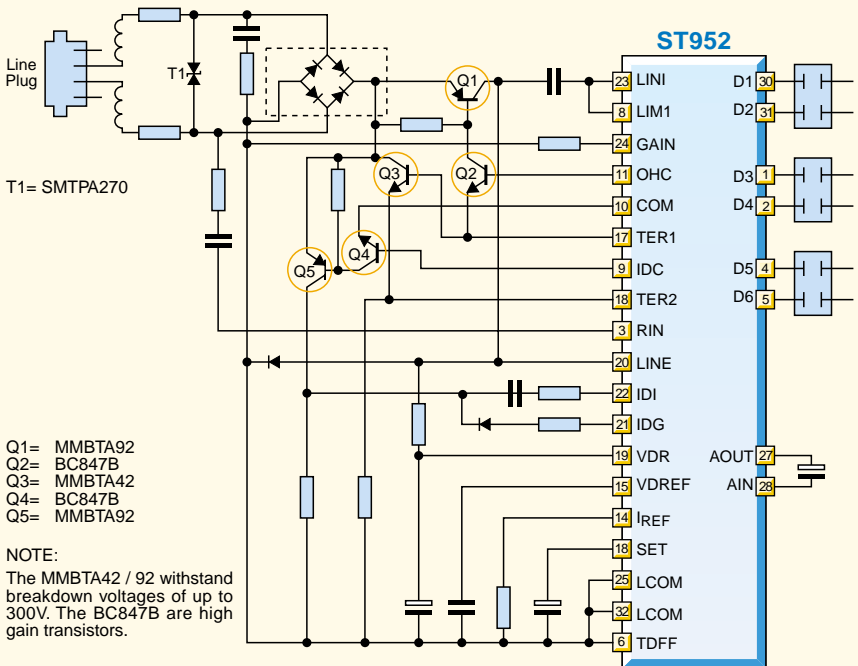 ST952
Line
Plug
T1
T1= SMTPA270
Q1
Q2
Q3
Q4
Q5
23 LINI
8 LIM1
24 GAIN
11 OHC
10 COM
17 TER1
9 IDC
18 TER2
3 RIN
20 LINE
22 IDI
21 IDG
19 VDR
15 VDREF
14 IREF
18 SET
25 LCOM
32 LCOM
6 TDFF
D1 30
D2 31
D3 1
D4 2
D5 4
D6 5
AOUT 27
AIN 28
Q1= MMBTA92
Q2= BC847B
Q3= MMBTA42
Q4= BC847B
Q5= MMBTA92
NOTE:
The MMBTA42 / 92 withstand
breakdown voltages of up to
300V. The BC847B are high
gain transistors.